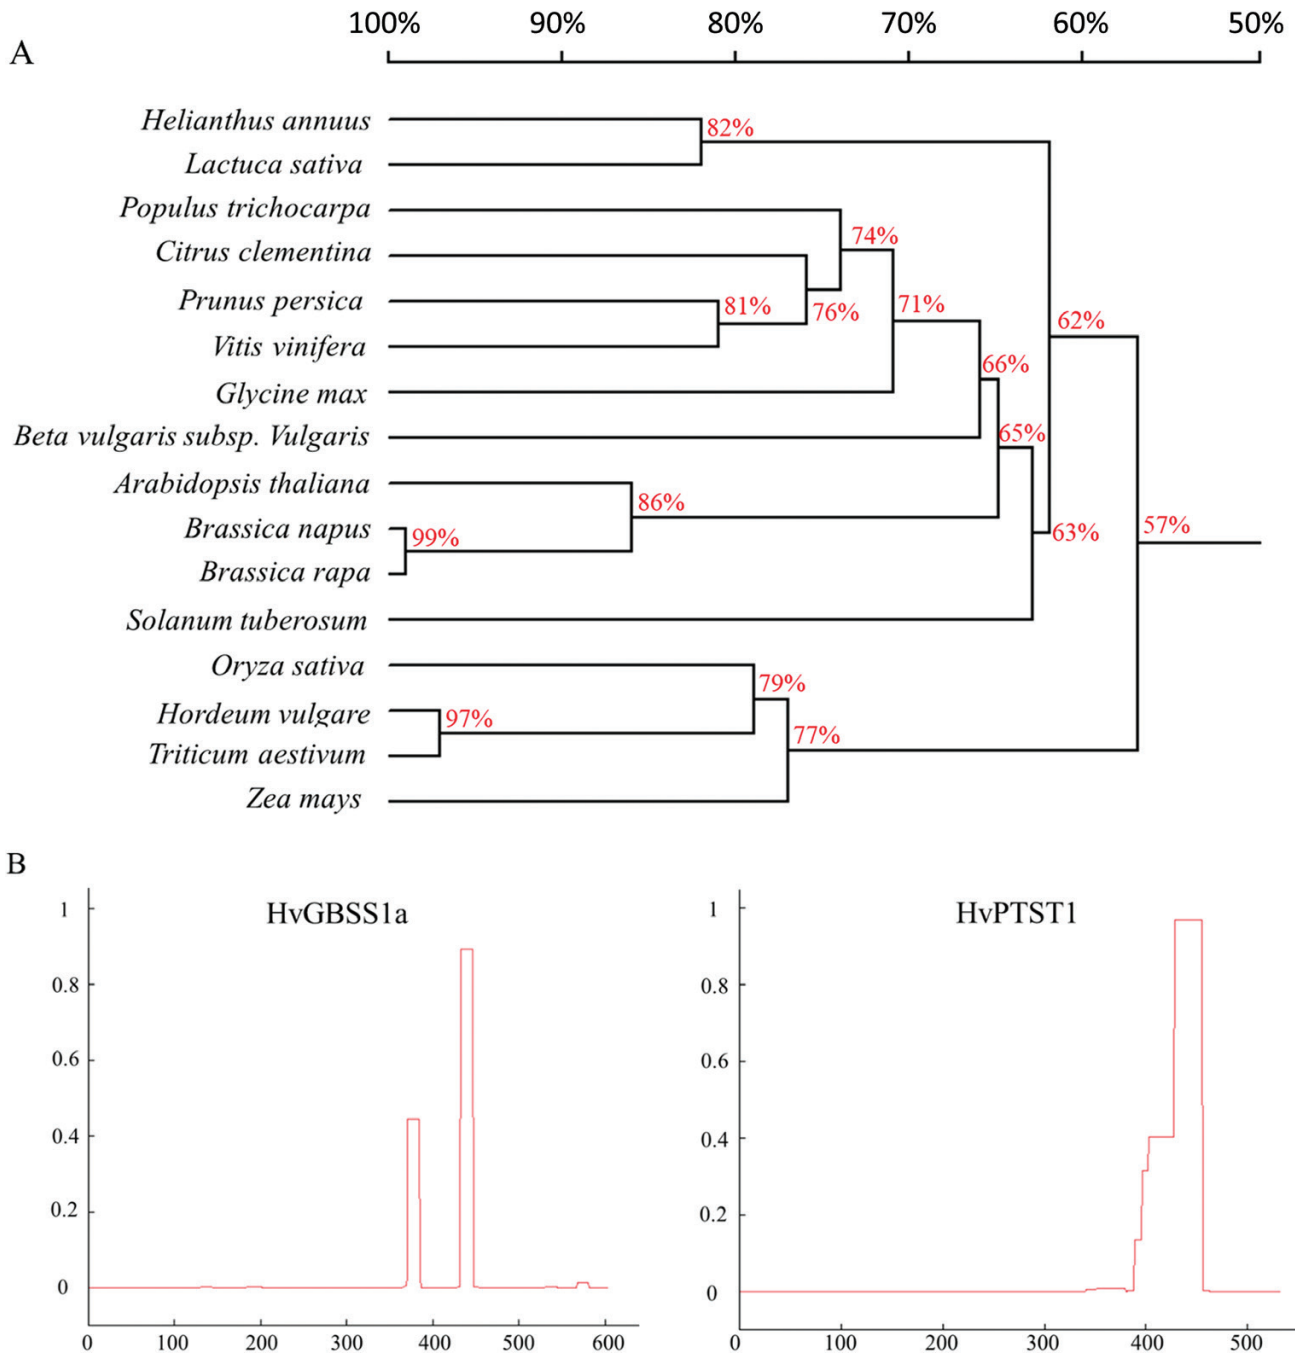 100% 90% 80% 70% 60% 50%
A
Helianthus annuus
82%
Lactuca sativa
Populus trichocarpa
74%
Citrus clementina
Prunus persica
81%
76%
71%
62%
Vitis vinifera
66%
Glycine max
Beta vulgaris subsp. Vulgaris
65%
Arabidopsis thaliana
86%
Brassica napus
99%
63%
57%
Brassica rapa
Solanum tuberosum
Oryza sativa
79%
Hordeum vulgare
97%
77%
Triticum aestivum
Zea mays
B
HvGBSS1a
1
0.8
0.6
0.4
0.2
0
0 100 200 300 400 500 600
HvPTST1
1
0.8
0.6
0.4
0.2
0
0 100 200 300 400 500